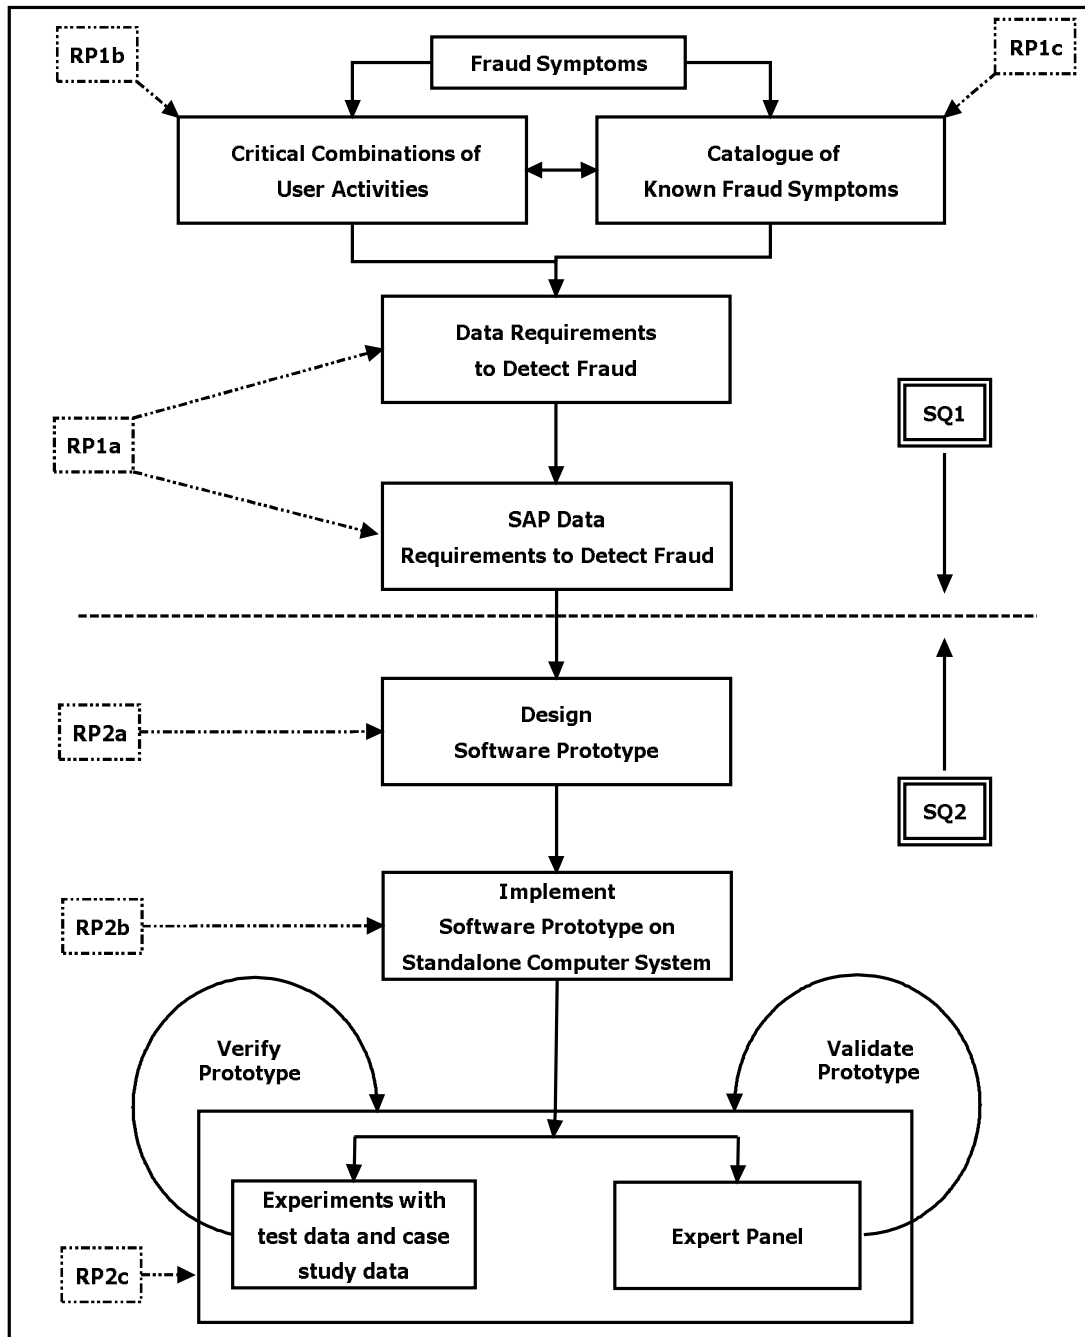 RP1b
Fraud Symptoms
RP1c
Critical Combinations of
User Activities
Catalogue of
Known Fraud Symptoms
Data Requirements
to Detect Fraud
RP1a
SQ1
SAP Data
Requirements to Detect Fraud
Design
Software Prototype
RP2a
SQ2
Implement
Software Prototype on
Standalone Computer System
RP2b
Verify
Prototype
Validate
Prototype
Experiments with
test data and case
study data
Expert Panel
RP2c